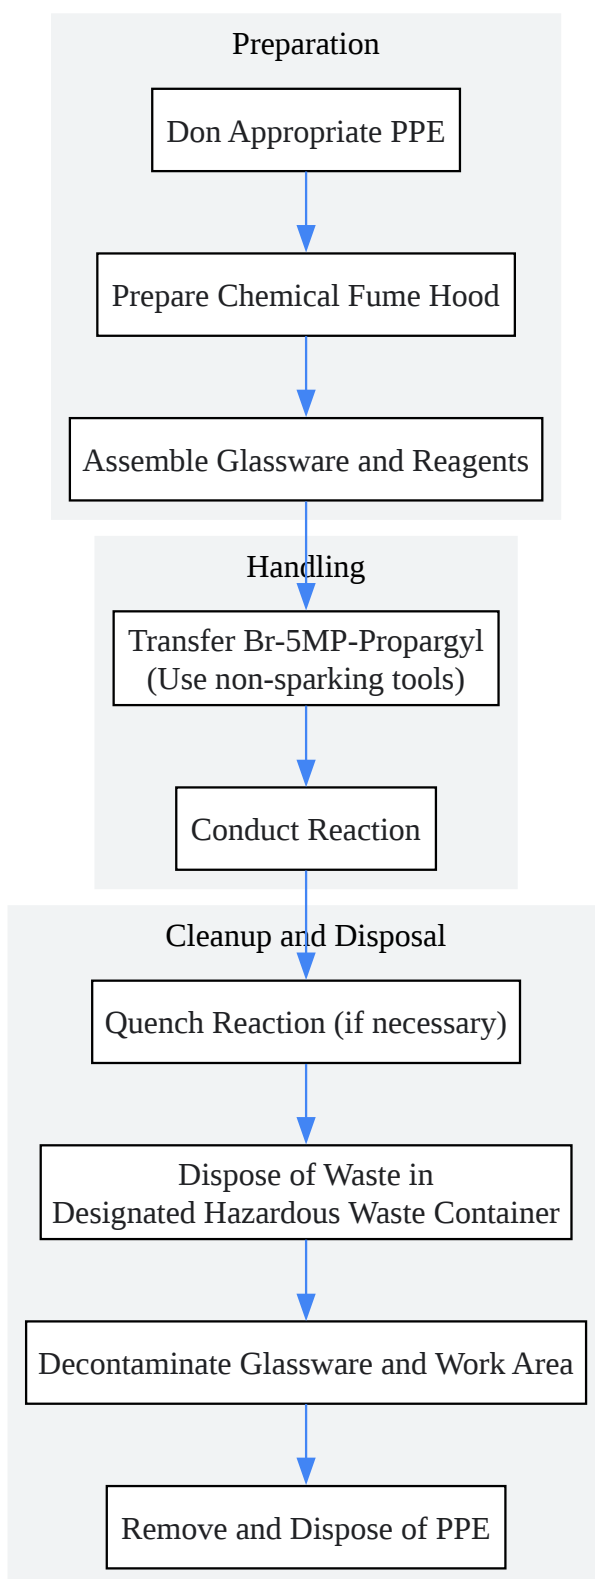 Preparation
Don Appropriate PPE
Prepare Chemical Fume Hood
Assemble Glassware and Reagents
Handling
Transfer Br-5MP-Propargyl
(Use non-sparking tools)
Conduct Reaction
Cleanup and Disposal
Quench Reaction (if necessary)
Dispose of Waste in
Designated Hazardous Waste Container
Decontaminate Glassware and Work Area
Remove and Dispose of PPE